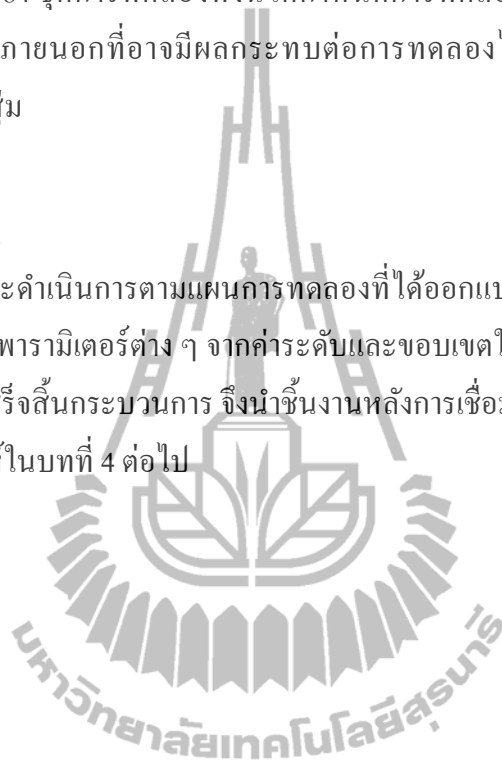 ภายนอกที่อาจมีผลกระทบต่อการทดลอง
สุ่ม
ะดำเนินการตามแผนการทดลองที่ได้ออกแบ
พารามิเตอร์ต่าง ๆ จากค่าระดับและขอบเขตใ
ร็จสิ้นกระบวนการ จึงนำชิ้นงานหลังการเชื่อ
์ในบทที่ 4 ต่อไป
มหาวิทยาลัยเทคโนโลยีสุรนารี